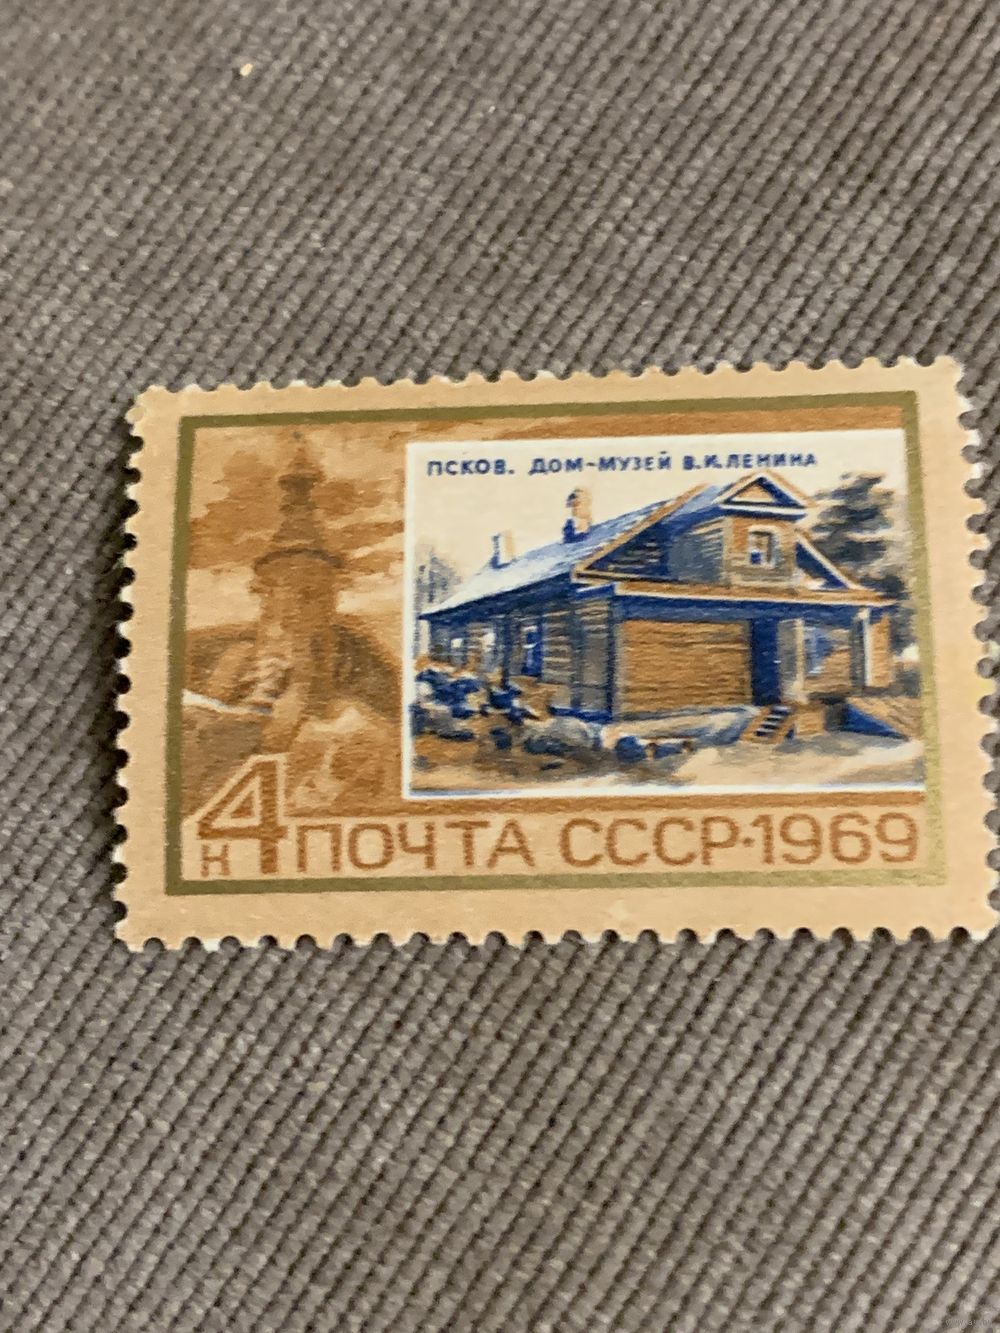 ПСКОВ. ДОМ-МУЗЕЙ В.И.ЛЕНИНА
4 К ПОЧТА СССР·1969